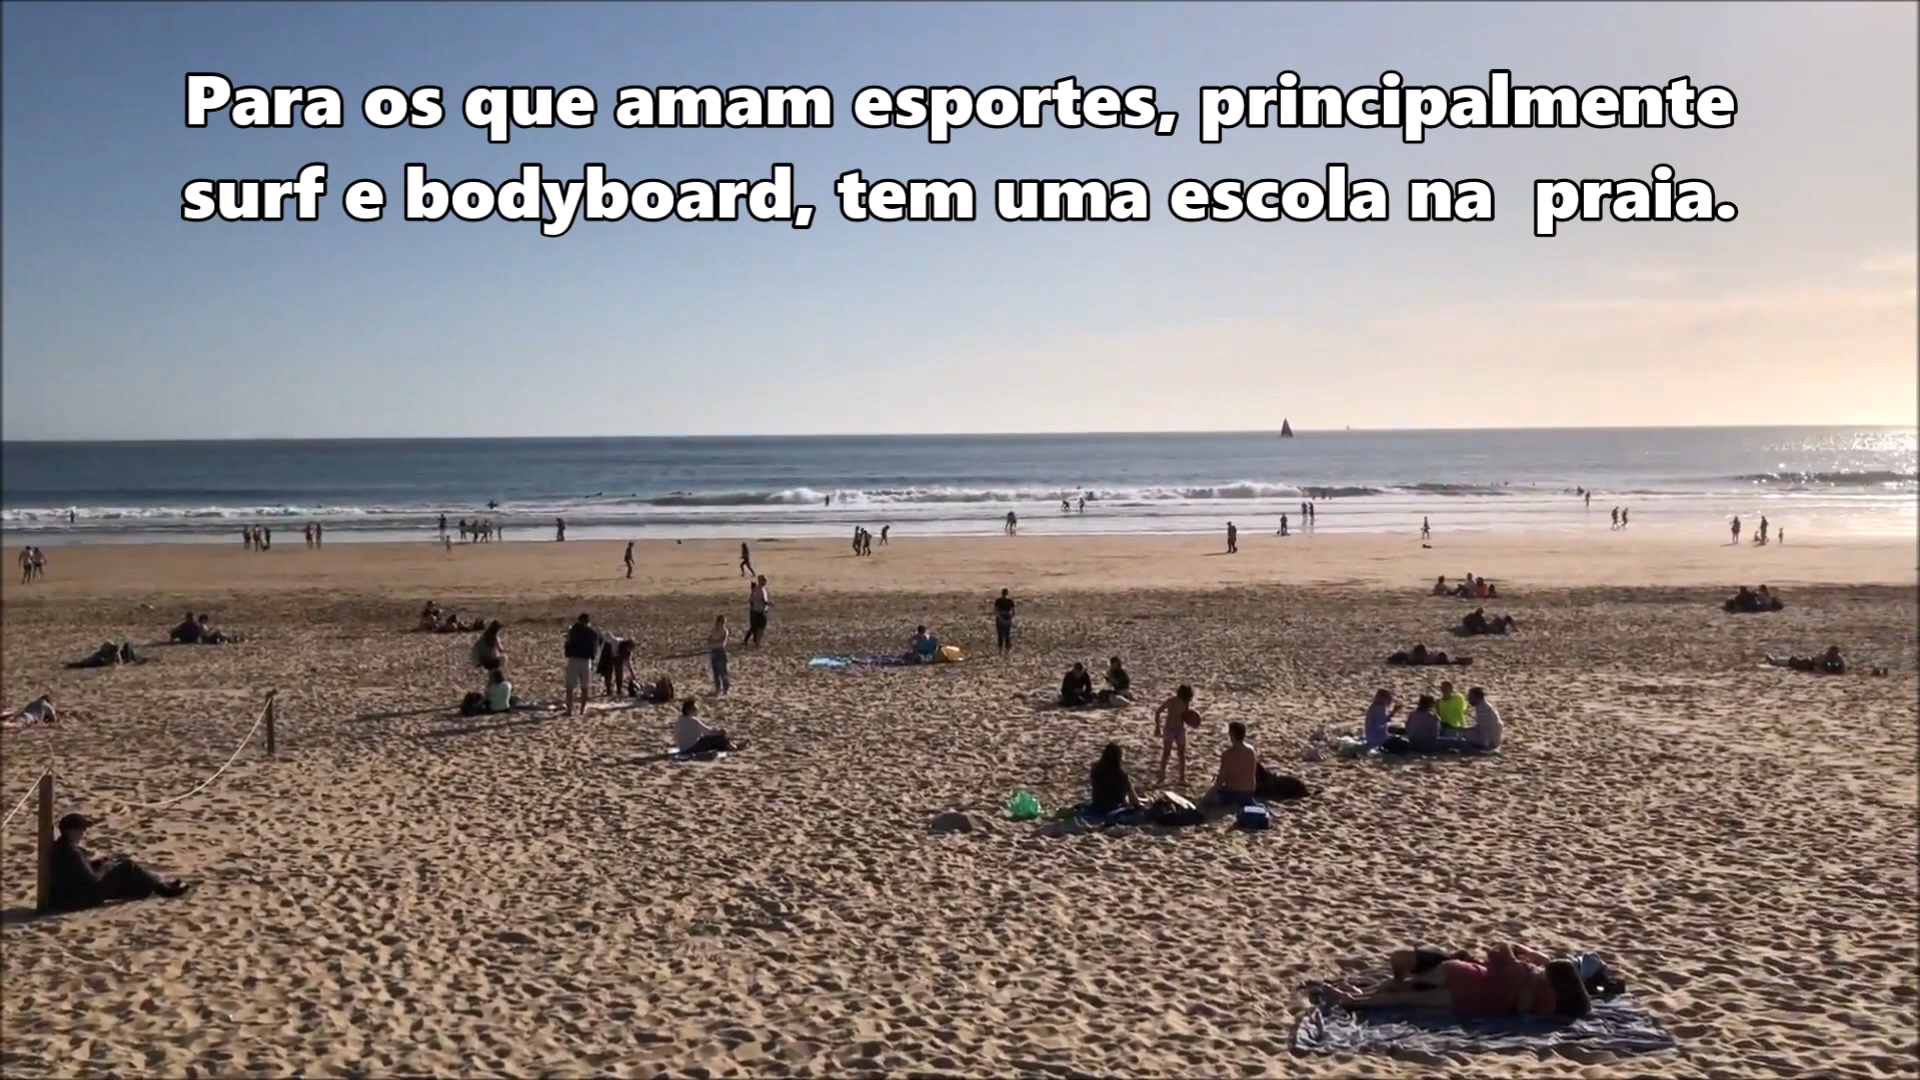 Para os que amam esportes, principalmente
surf e bodyboard, tem uma escola na  praia.